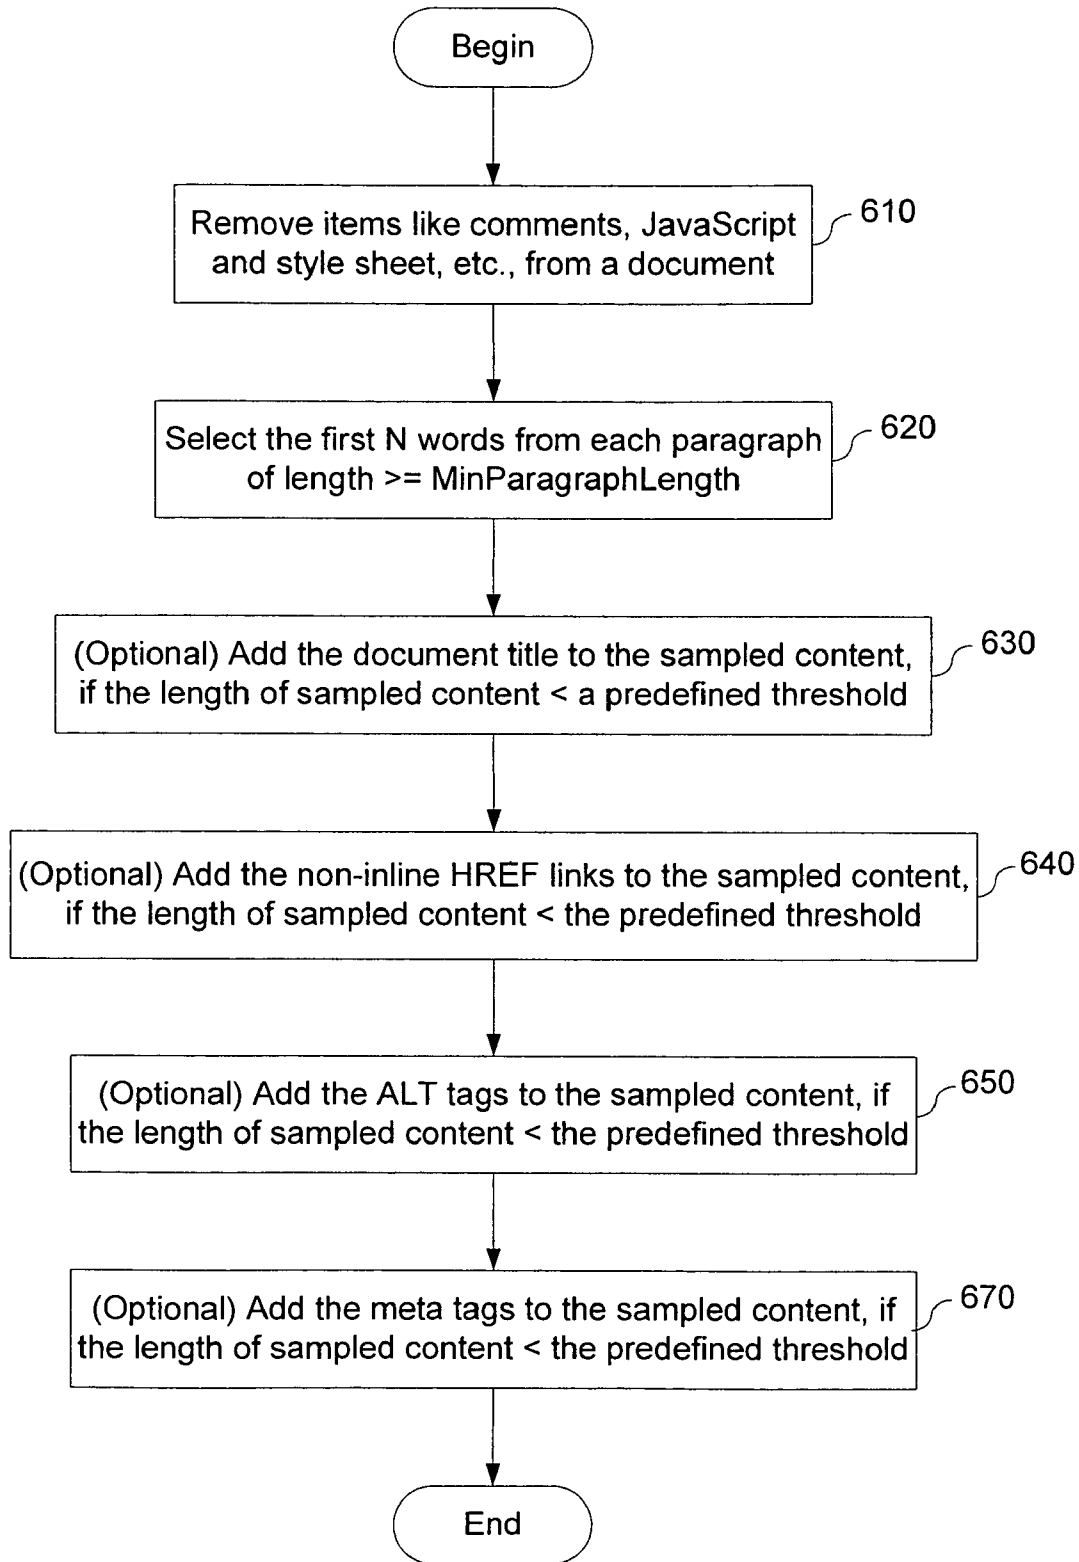 Begin
Remove items like comments, JavaScript
and style sheet, etc., from a document
610
Select the first N words from each paragraph
of length >= MinParagraphLength
620
(Optional) Add the document title to the sampled content,
if the length of sampled content < a predefined threshold
630
(Optional) Add the non-inline HREF links to the sampled content,
if the length of sampled content < the predefined threshold
640
(Optional) Add the ALT tags to the sampled content, if
the length of sampled content < the predefined threshold
650
(Optional) Add the meta tags to the sampled content, if
the length of sampled content < the predefined threshold
670
End